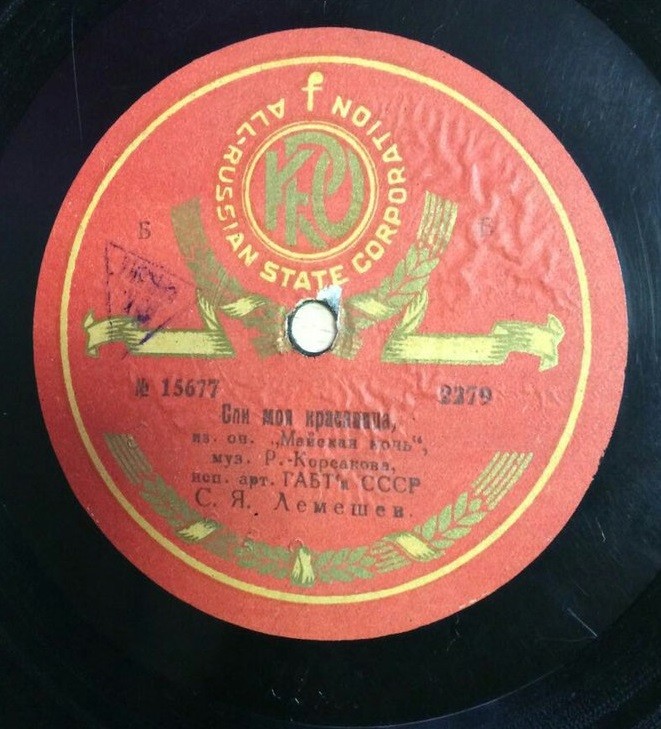 ALL-RUSSIAN STATE CORPORATION
Б Б
№ 15677 2279
Спи моя красавица,
из оп. „Майская ночь“,
муз. Р.-Корсакова,
исп. арт. ГАБТ'а СССР
С. Я. Лемешев.